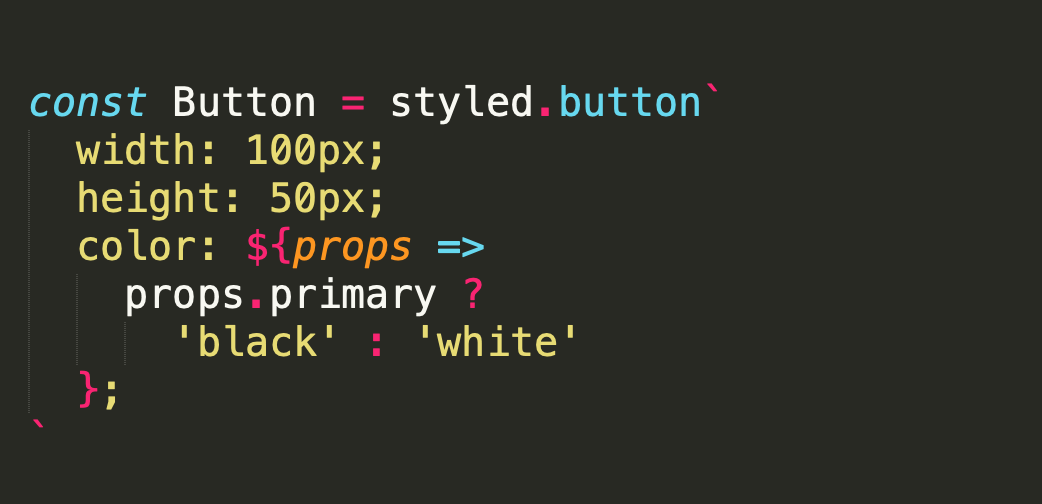 const Button = styled.button`
  width: 100px;
  height: 50px;
  color: ${props =>
    props.primary ?
      'black' : 'white'
  };
`